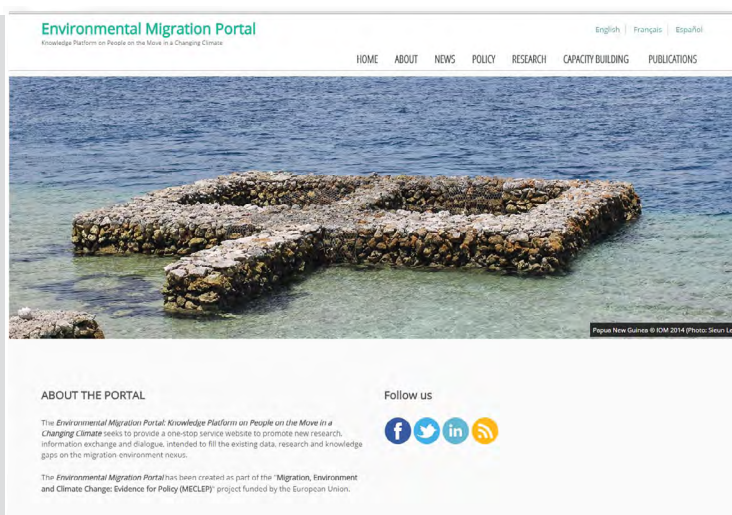 Environmental Migration Portal
Knowledge Platform on People on the Move in a Changing Climate
English Français Español
HOME ABOUT NEWS POLICY RESEARCH CAPACITY BUILDING PUBLICATIONS
Papua New Guinea © IOM 2014 (Photo: Sieun
ABOUT THE PORTAL
The Environmental Migration Portal: Knowledge Platform on People on the Move in a
Changing Climate seeks to provide a one-stop service website to promote new research,
information exchange and dialogue, intended to fill the existing data, research and knowledge
gaps on the migration-environment nexus.
The Environmental Migration Portal has been created as part of the "Migration, Environment
and Climate Change: Evidence for Policy (MECLEP)" project funded by the European Union.
Follow us
f
in